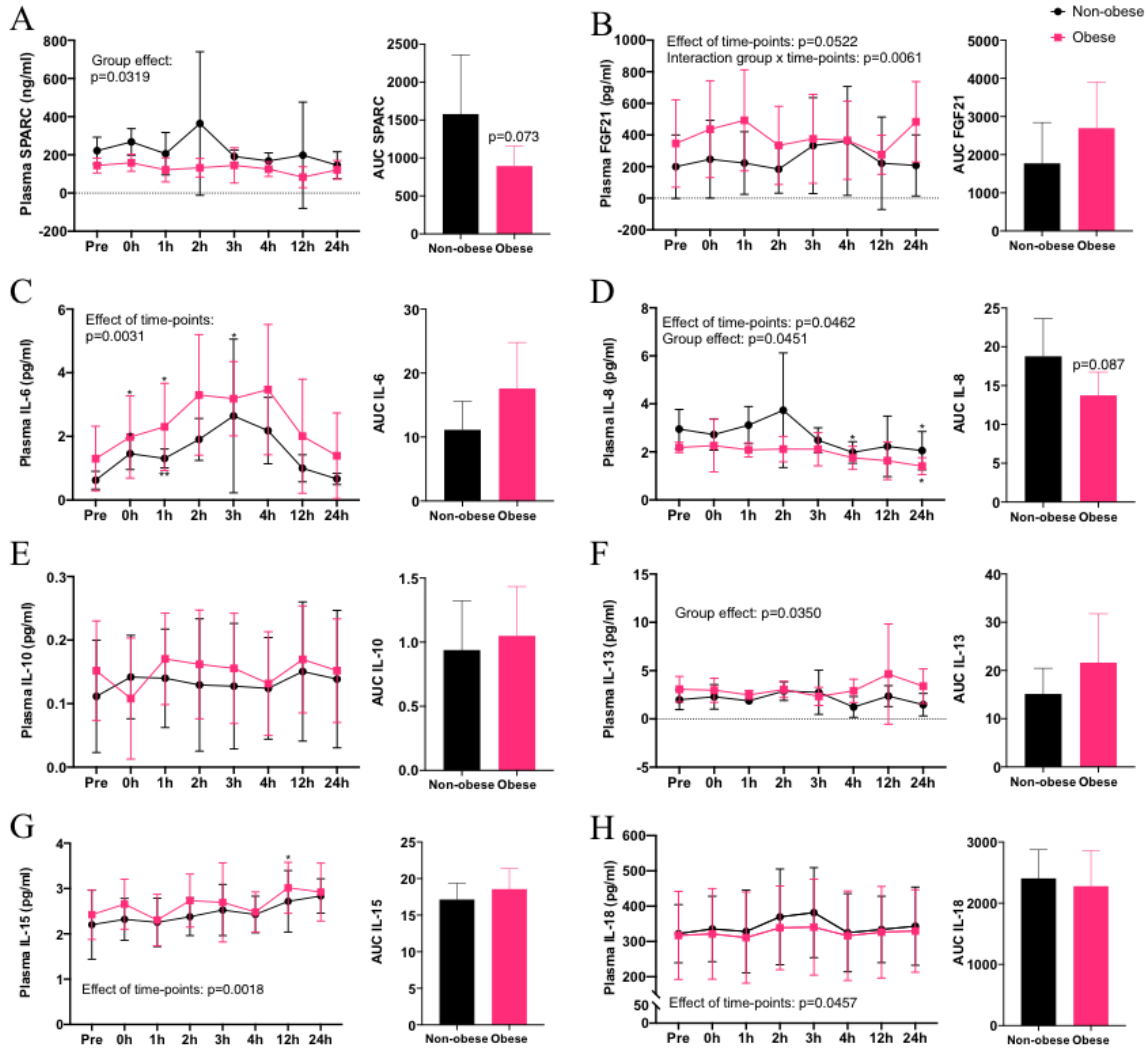 A
Plasma SPARC (ng/ml)
800
600
400
200
0
-200
Group effect:
p=0.0319
Pre 0h 1h 2h 3h 4h 12h 24h
AUC SPARC
2500
2000
1500
1000
500
0
p=0.073
Non-obese Obese
B
Non-obese
Obese
Plasma FGF21 (pg/ml)
1000
800
600
400
200
0
-200
Effect of time-points: p=0.0522
Interaction group x time-points: p=0.0061
Pre 0h 1h 2h 3h 4h 12h 24h
AUC FGF21
5000
4000
3000
2000
1000
0
Non-obese Obese
C
Plasma IL-6 (pg/ml)
6
4
2
0
Effect of time-points:
p=0.0031
* * *
**
Pre 0h 1h 2h 3h 4h 12h 24h
AUC IL-6
30
20
10
0
Non-obese Obese
D
Plasma IL-8 (pg/ml)
8
6
4
2
0
Effect of time-points: p=0.0462
Group effect: p=0.0451
* *
*
Pre 0h 1h 2h 3h 4h 12h 24h
AUC IL-8
25
20
15
10
5
0
p=0.087
Non-obese Obese
E
Plasma IL-10 (pg/ml)
0.3
0.2
0.1
0.0
Pre 0h 1h 2h 3h 4h 12h 24h
AUC IL-10
1.5
1.0
0.5
0.0
Non-obese Obese
F
Plasma IL-13 (pg/ml)
15
10
5
0
-5
Group effect: p=0.0350
Pre 0h 1h 2h 3h 4h 12h 24h
AUC IL-13
40
30
20
10
0
Non-obese Obese
G
Plasma IL-15 (pg/ml)
4
3
2
1
0
*
Effect of time-points: p=0.0018
Pre 0h 1h 2h 3h 4h 12h 24h
AUC IL-15
25
20
15
10
5
0
Non-obese Obese
H
Plasma IL-18 (pg/ml)
600
500
400
300
200
50
0
Effect of time-points: p=0.0457
Pre 0h 1h 2h 3h 4h 12h 24h
AUC IL-18
3000
2000
1000
0
Non-obese Obese